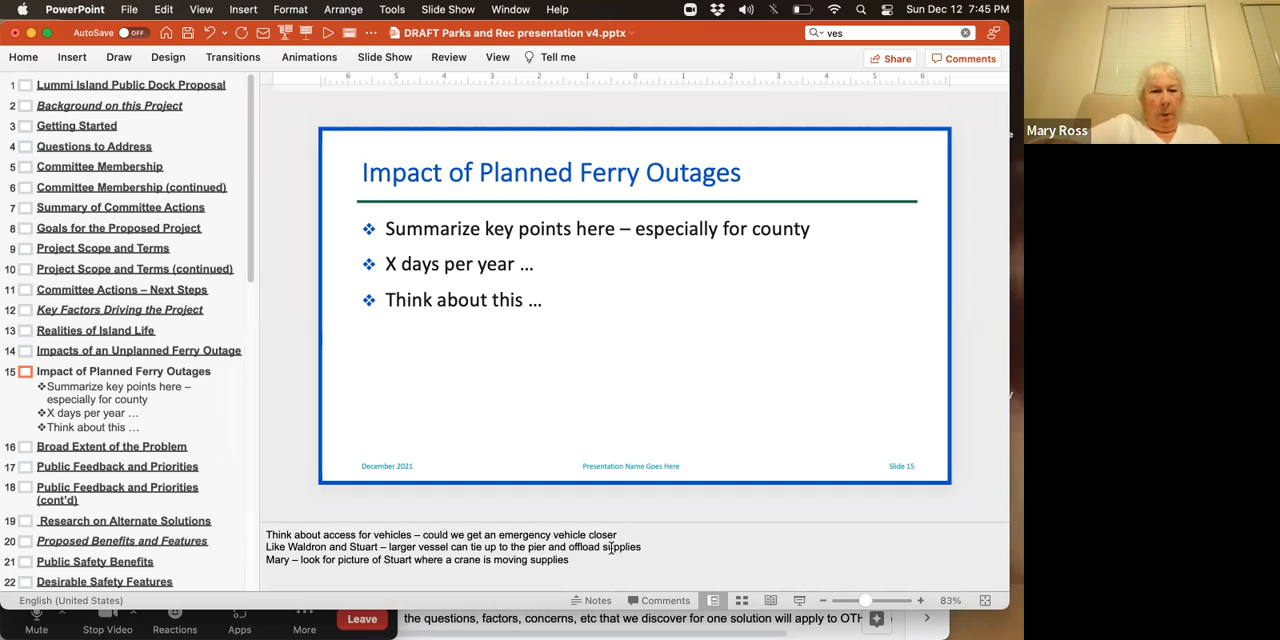 PowerPoint File Edit View Insert Format Arrange Tools Slide Show Window Help Sun Dec 12 7:45 PM
AutoSave OFF DRAFT Parks and Rec presentation v4.pptx ves
Home Insert Draw Design Transitions Animations Slide Show Review View Tell me Share Comments
6 5 4 3 2 1 0 1 2 3 4 5 6
1 Lummi Island Public Dock Proposal
2 Background on this Project
3 Getting Started
4 Questions to Address
5 Committee Membership
6 Committee Membership (continued)
7 Summary of Committee Actions
8 Goals for the Proposed Project
9 Project Scope and Terms
10 Project Scope and Terms (continued)
11 Committee Actions – Next Steps
12 Key Factors Driving the Project
13 Realities of Island Life
14 Impacts of an Unplanned Ferry Outage
15 Impact of Planned Ferry Outages
❖Summarize key points here –
especially for county
❖X days per year …
❖Think about this …
16 Broad Extent of the Problem
17 Public Feedback and Priorities
18 Public Feedback and Priorities
(cont'd)
19 Research on Alternate Solutions
20 Proposed Benefits and Features
21 Public Safety Benefits
22 Desirable Safety Features
Impact of Planned Ferry Outages
❖ Summarize key points here – especially for county
❖ X days per year …
❖ Think about this …
December 2021 Presentation Name Goes Here Slide 15
Think about access for vehicles – could we get an emergency vehicle closer
Like Waldron and Stuart – larger vessel can tie up to the pier and offload supplies
Mary – look for picture of Stuart where a crane is moving supplies
English (United States) Notes Comments 83%
Mute Stop Video Reactions Apps More Leave
the questions, factors, concerns, etc that we discover for one solution will apply to OTH
Mary Ross